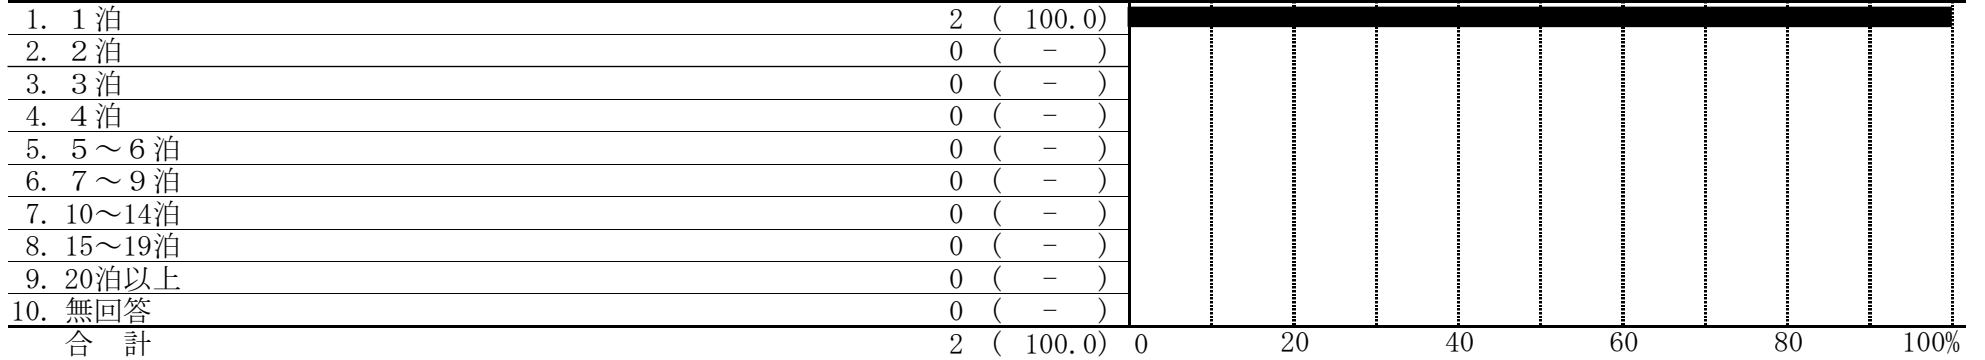 1. １泊 2 ( 100.0)
2. ２泊 0 ( - )
3. ３泊 0 ( - )
4. ４泊 0 ( - )
5. ５～６泊 0 ( - )
6. ７～９泊 0 ( - )
7. 10～14泊 0 ( - )
8. 15～19泊 0 ( - )
9. 20泊以上 0 ( - )
10. 無回答 0 ( - )
合　計 2 ( 100.0) 0 20 40 60 80 100%